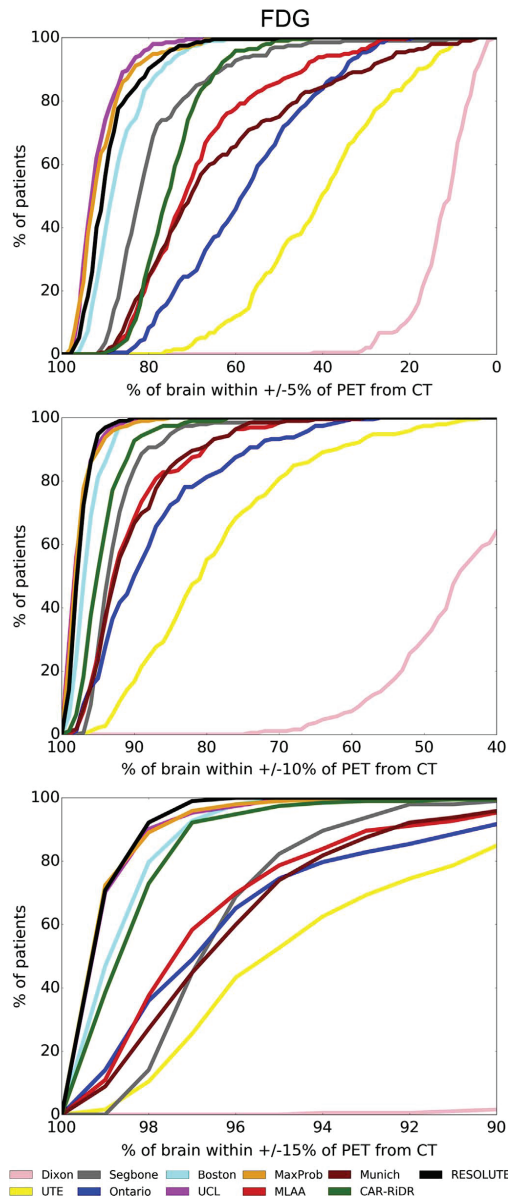 FDG
100
80
60
40
20
0
% of patients
100 80 60 40 20 0
% of brain within +/-5% of PET from CT
100
80
60
40
20
0
% of patients
100 90 80 70 60 50 40
% of brain within +/-10% of PET from CT
100
80
60
40
20
0
% of patients
100 98 96 94 92 90
% of brain within +/-15% of PET from CT
Dixon Segbone Boston MaxProb Munich RESOLUTE
UTE Ontario UCL MLAA CAR-RiDR